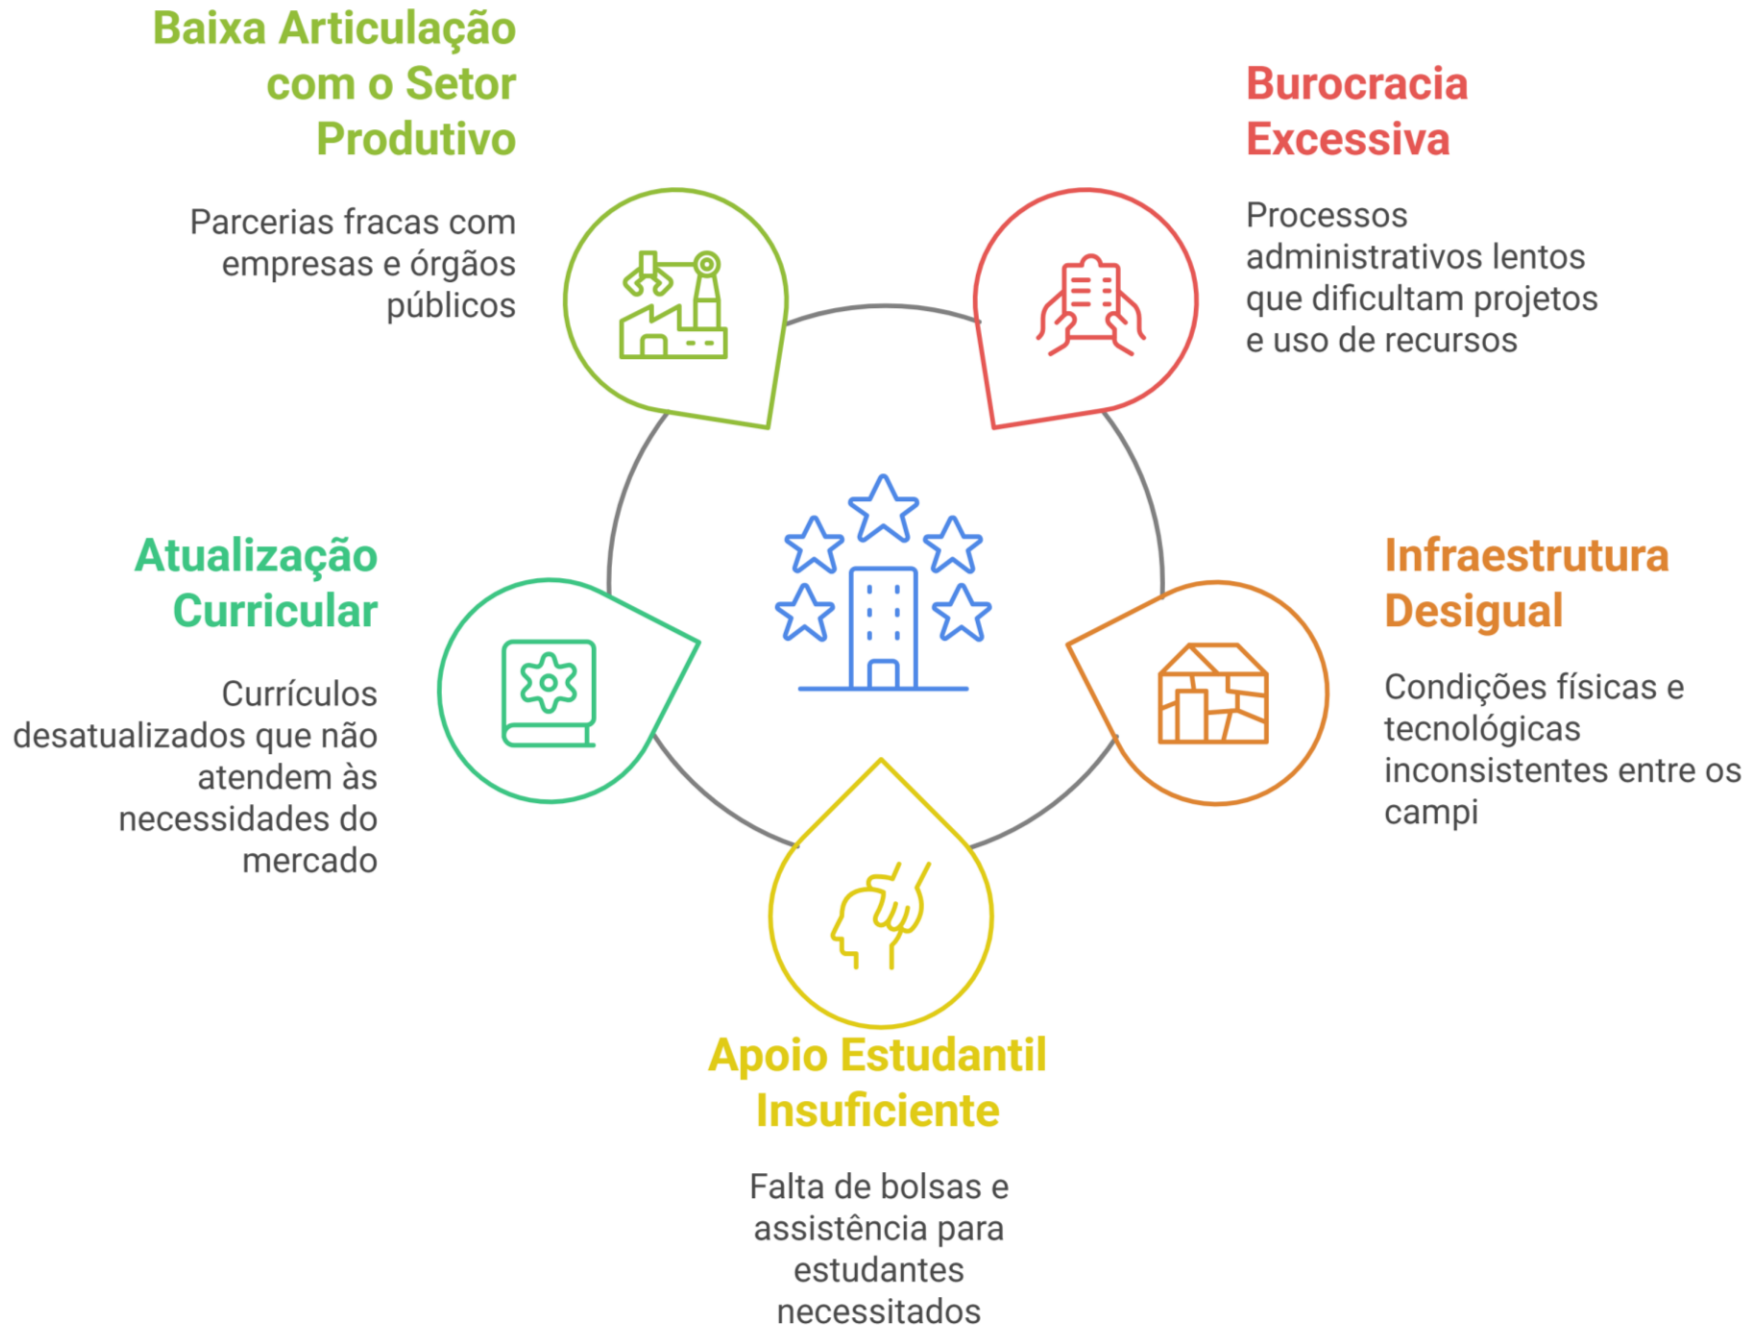 Baixa Articulação
com o Setor
Produtivo
Parcerias fracas com
empresas e órgãos
públicos
Burocracia
Excessiva
Processos
administrativos lentos
que dificultam projetos
e uso de recursos
Atualização
Curricular
Currículos
desatualizados que não
atendem às
necessidades do
mercado
Infraestrutura
Desigual
Condições físicas e
tecnológicas
inconsistentes entre os
campi
Apoio Estudantil
Insuficiente
Falta de bolsas e
assistência para
estudantes
necessitados